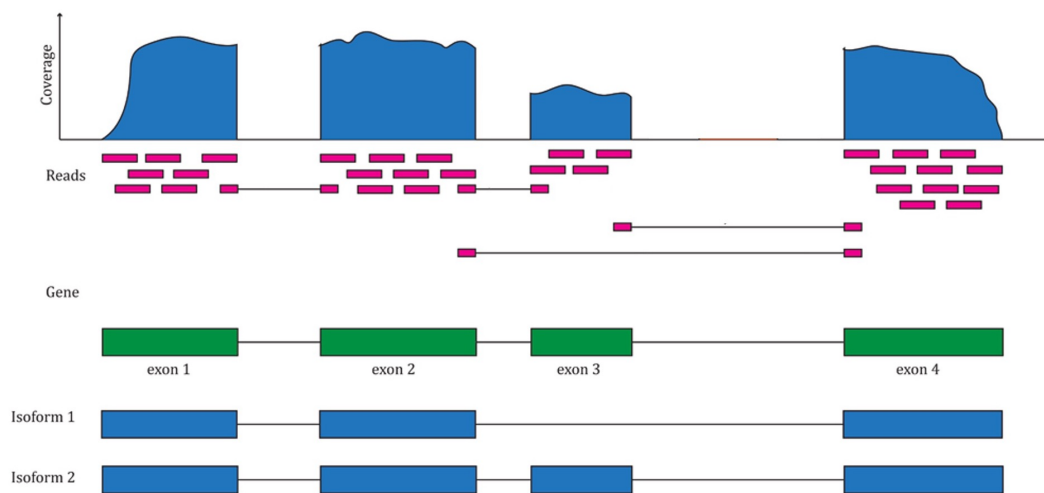 Coverage
Reads
Gene
exon 1
exon 2
exon 3
exon 4
Isoform 1
Isoform 2